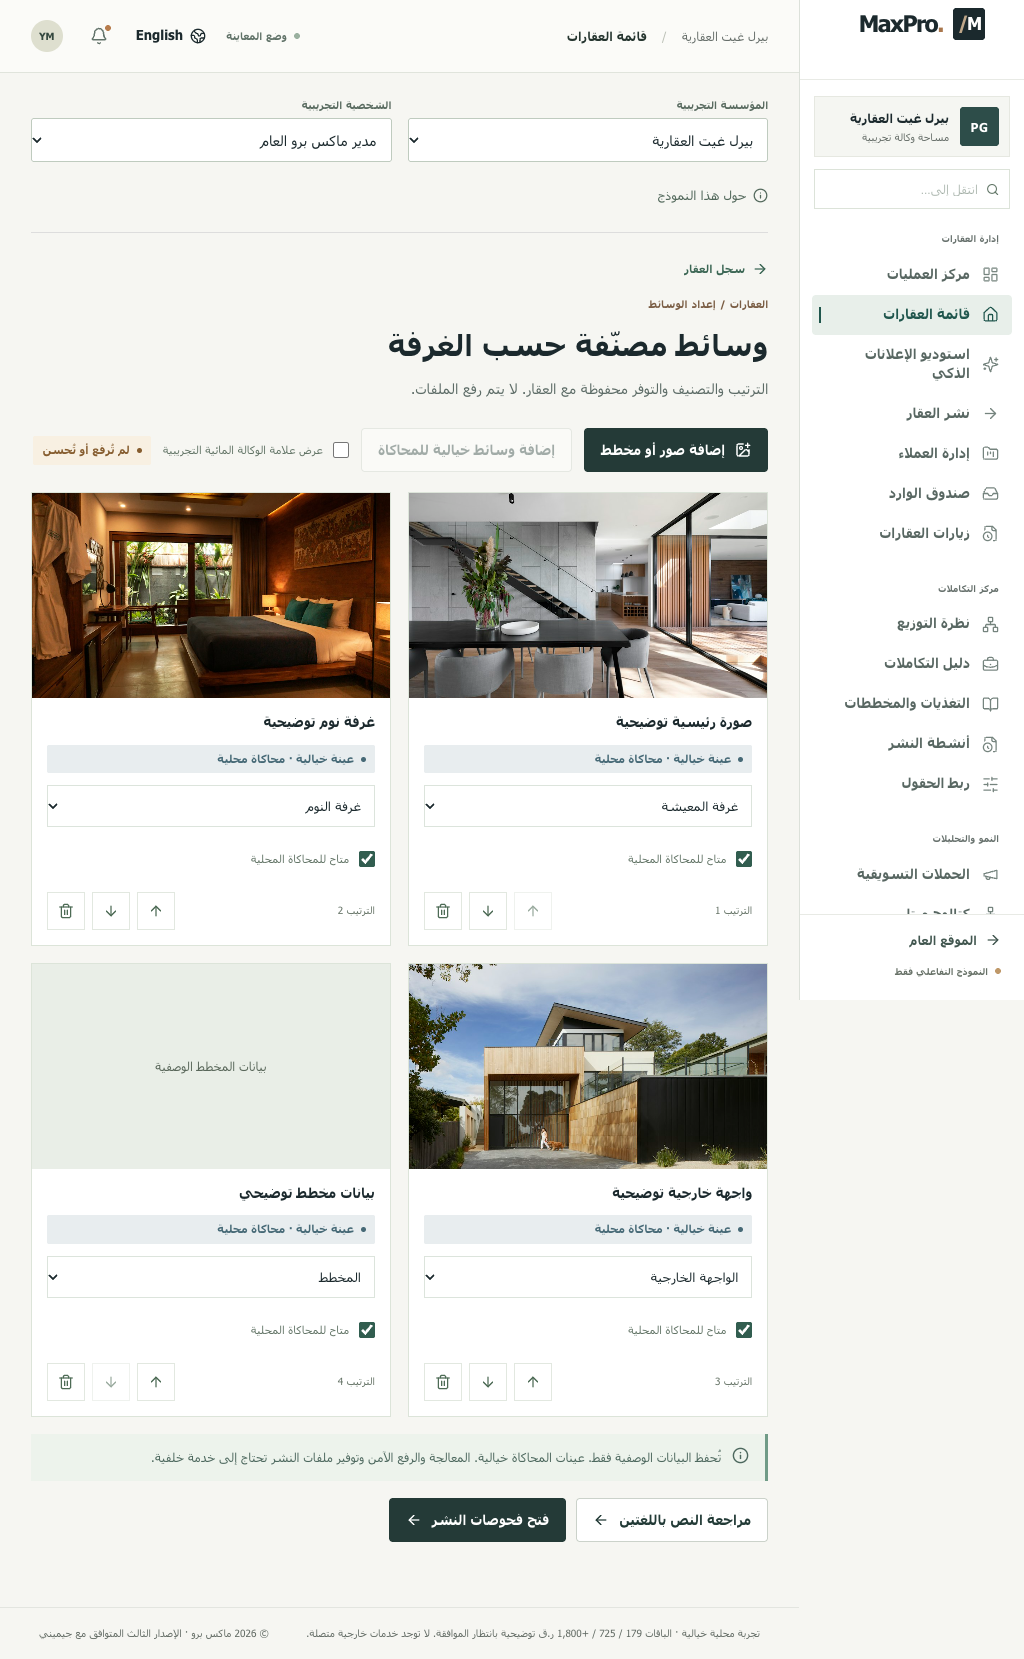 MaxPro.
/M
بيرل غيت العقارية / قائمة العقارات
وضع المعاينة
English
YM
PG
بيرل غيت العقارية
مساحة وكالة تجريبية
انتقل إلى...
إدارة العقارات
مركز العمليات
قائمة العقارات
استوديو الإعلانات
الذكي
نشر العقار
إدارة العملاء
صندوق الوارد
زيارات العقارات
مركز التكاملات
نظرة التوزيع
دليل التكاملات
التغذيات والمخططات
أنشطة النشر
ربط الحقول
النمو والتحليلات
الحملات التسويقية
الموقع العام
النموذج التفاعلي فقط
المؤسسة التجريبية
بيرل غيت العقارية
الشخصية التجريبية
مدير ماكس برو العام
حول هذا النموذج
سجل العقار
العقارات / إعداد الوسائط
وسائط مصنّفة حسب الغرفة
الترتيب والتصنيف والتوفر محفوظة مع العقار. لا يتم رفع الملفات.
إضافة صور أو مخطط
إضافة وسائط خيالية للمحاكاة
عرض علامة الوكالة المائية التجريبية
لم تُرفع أو تُحسن
صورة رئيسية توضيحية
عينة خيالية · محاكاة محلية
غرفة المعيشة
متاح للمحاكاة المحلية
الترتيب 1
غرفة نوم توضيحية
عينة خيالية · محاكاة محلية
غرفة النوم
متاح للمحاكاة المحلية
الترتيب 2
واجهة خارجية توضيحية
عينة خيالية · محاكاة محلية
الواجهة الخارجية
متاح للمحاكاة المحلية
الترتيب 3
بيانات المخطط الوصفية
بيانات مخطط توضيحي
عينة خيالية · محاكاة محلية
المخطط
متاح للمحاكاة المحلية
الترتيب 4
تُحفظ البيانات الوصفية فقط. عينات المحاكاة خيالية. المعالجة والرفع الآمن وتوفير ملفات النشر تحتاج إلى خدمة خلفية.
مراجعة النص باللغتين
فتح فحوصات النشر
تجربة محلية خيالية · الباقات 179 / 725 / +1,800 ر.ق توضيحية بانتظار الموافقة. لا توجد خدمات خارجية متصلة.
© 2026 ماكس برو · الإصدار الثالث المتوافق مع جيميني